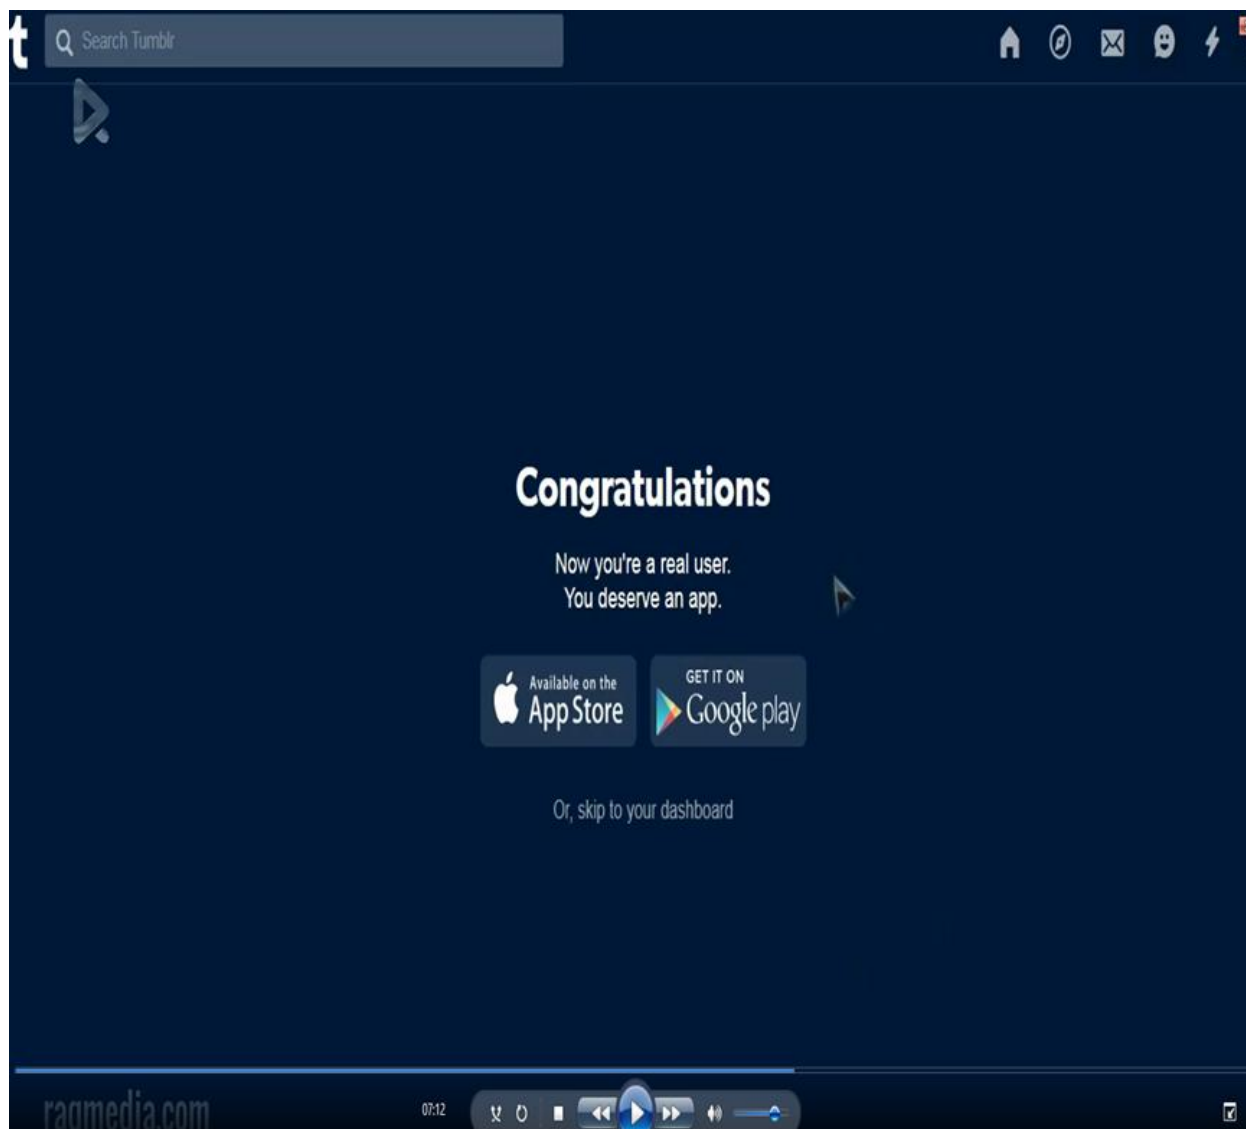 t
Search Tumblr
Congratulations
Now you're a real user.
You deserve an app.
Available on the
App Store
GET IT ON
Google play
Or, skip to your dashboard
ragmedia.com
07:12